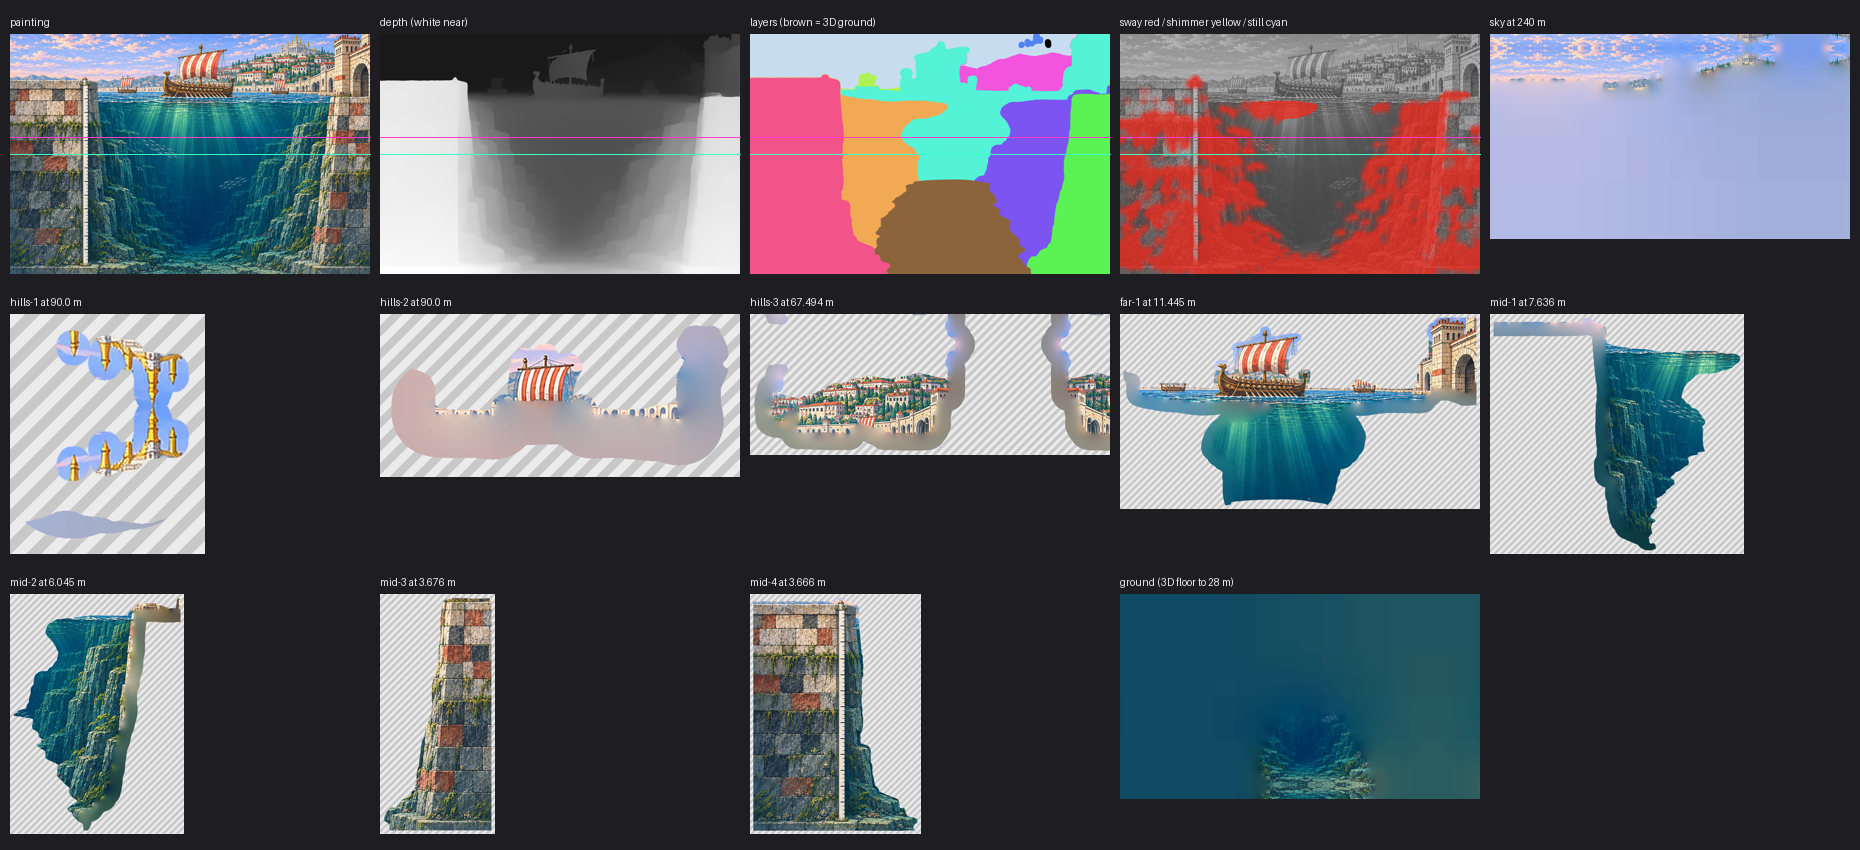 painting
depth (white near)
layers (brown = 3D ground)
sway red / shimmer yellow / still cyan
sky at 240 m
hills-1 at 90.0 m
hills-2 at 90.0 m
hills-3 at 67.494 m
far-1 at 11.445 m
mid-1 at 7.636 m
mid-2 at 6.045 m
mid-3 at 3.676 m
mid-4 at 3.666 m
ground (3D floor to 28 m)